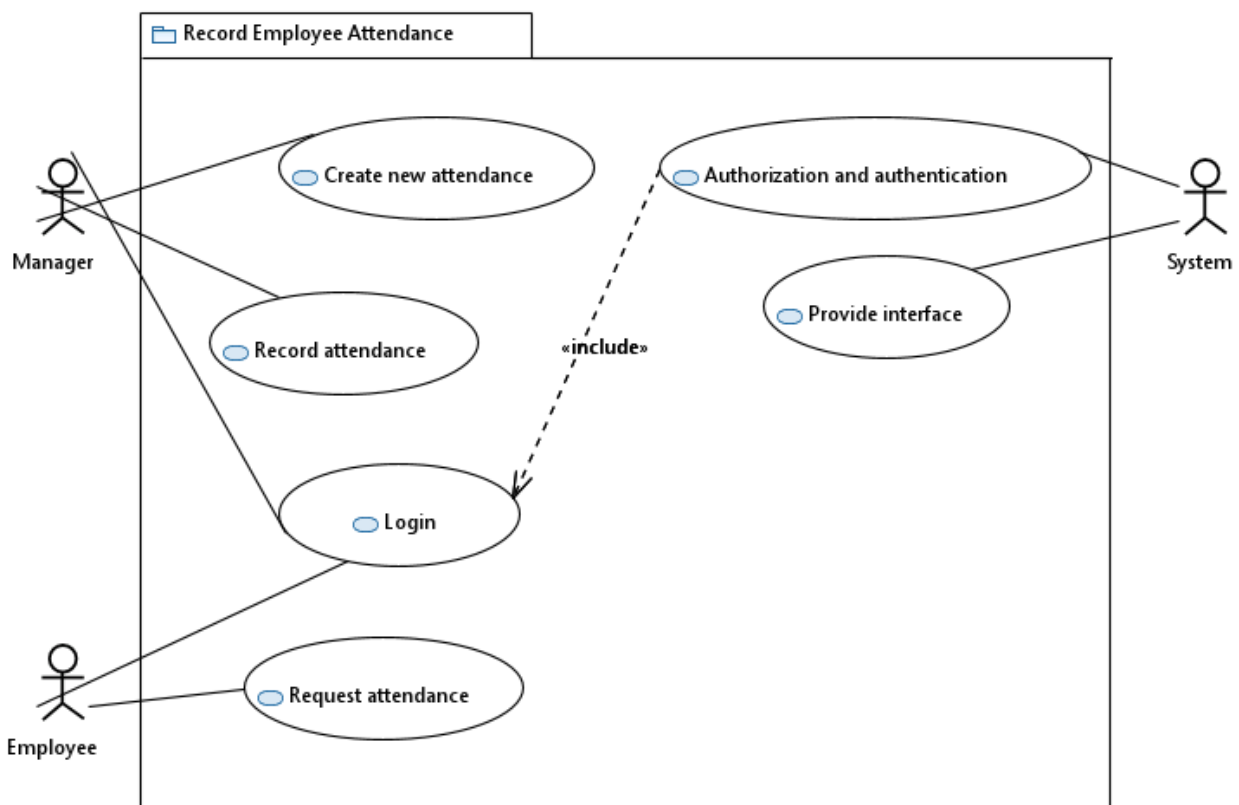 Record Employee Attendance
Create new attendance
Authorization and authentication
Manager
System
Provide interface
Record attendance
«include»
Login
Request attendance
Employee